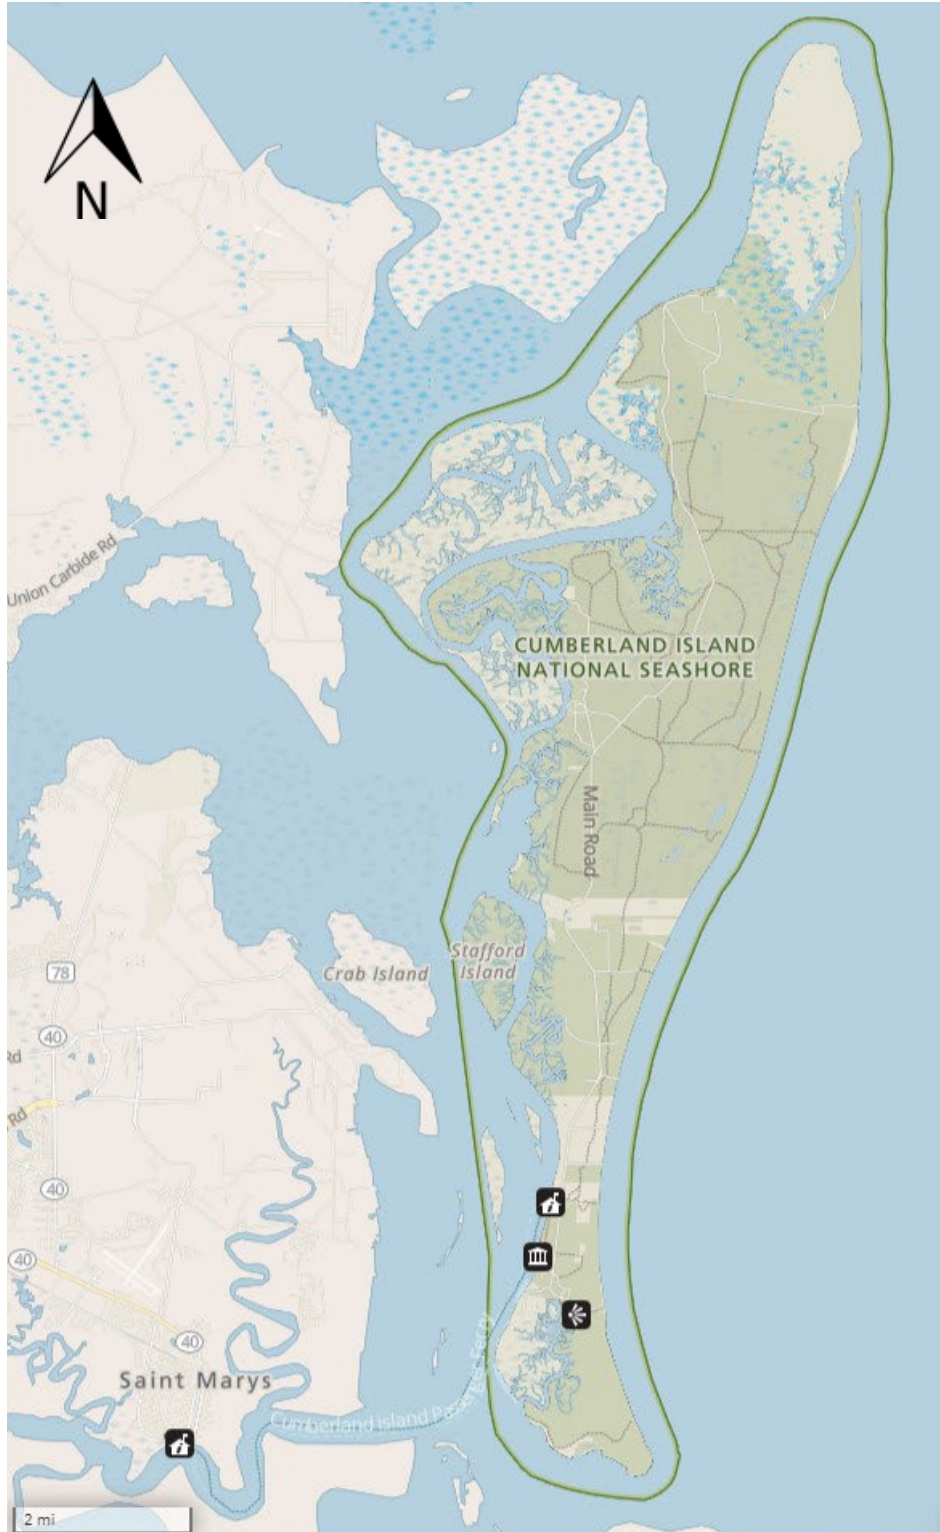 N
Union Carbide Rd
CUMBERLAND ISLAND
NATIONAL SEASHORE
Main Road
Stafford
Island
Crab Island
78
40
Rd
Rd
40
40
40
Saint Marys
Cumberland Island Passenger Ferry
2 mi